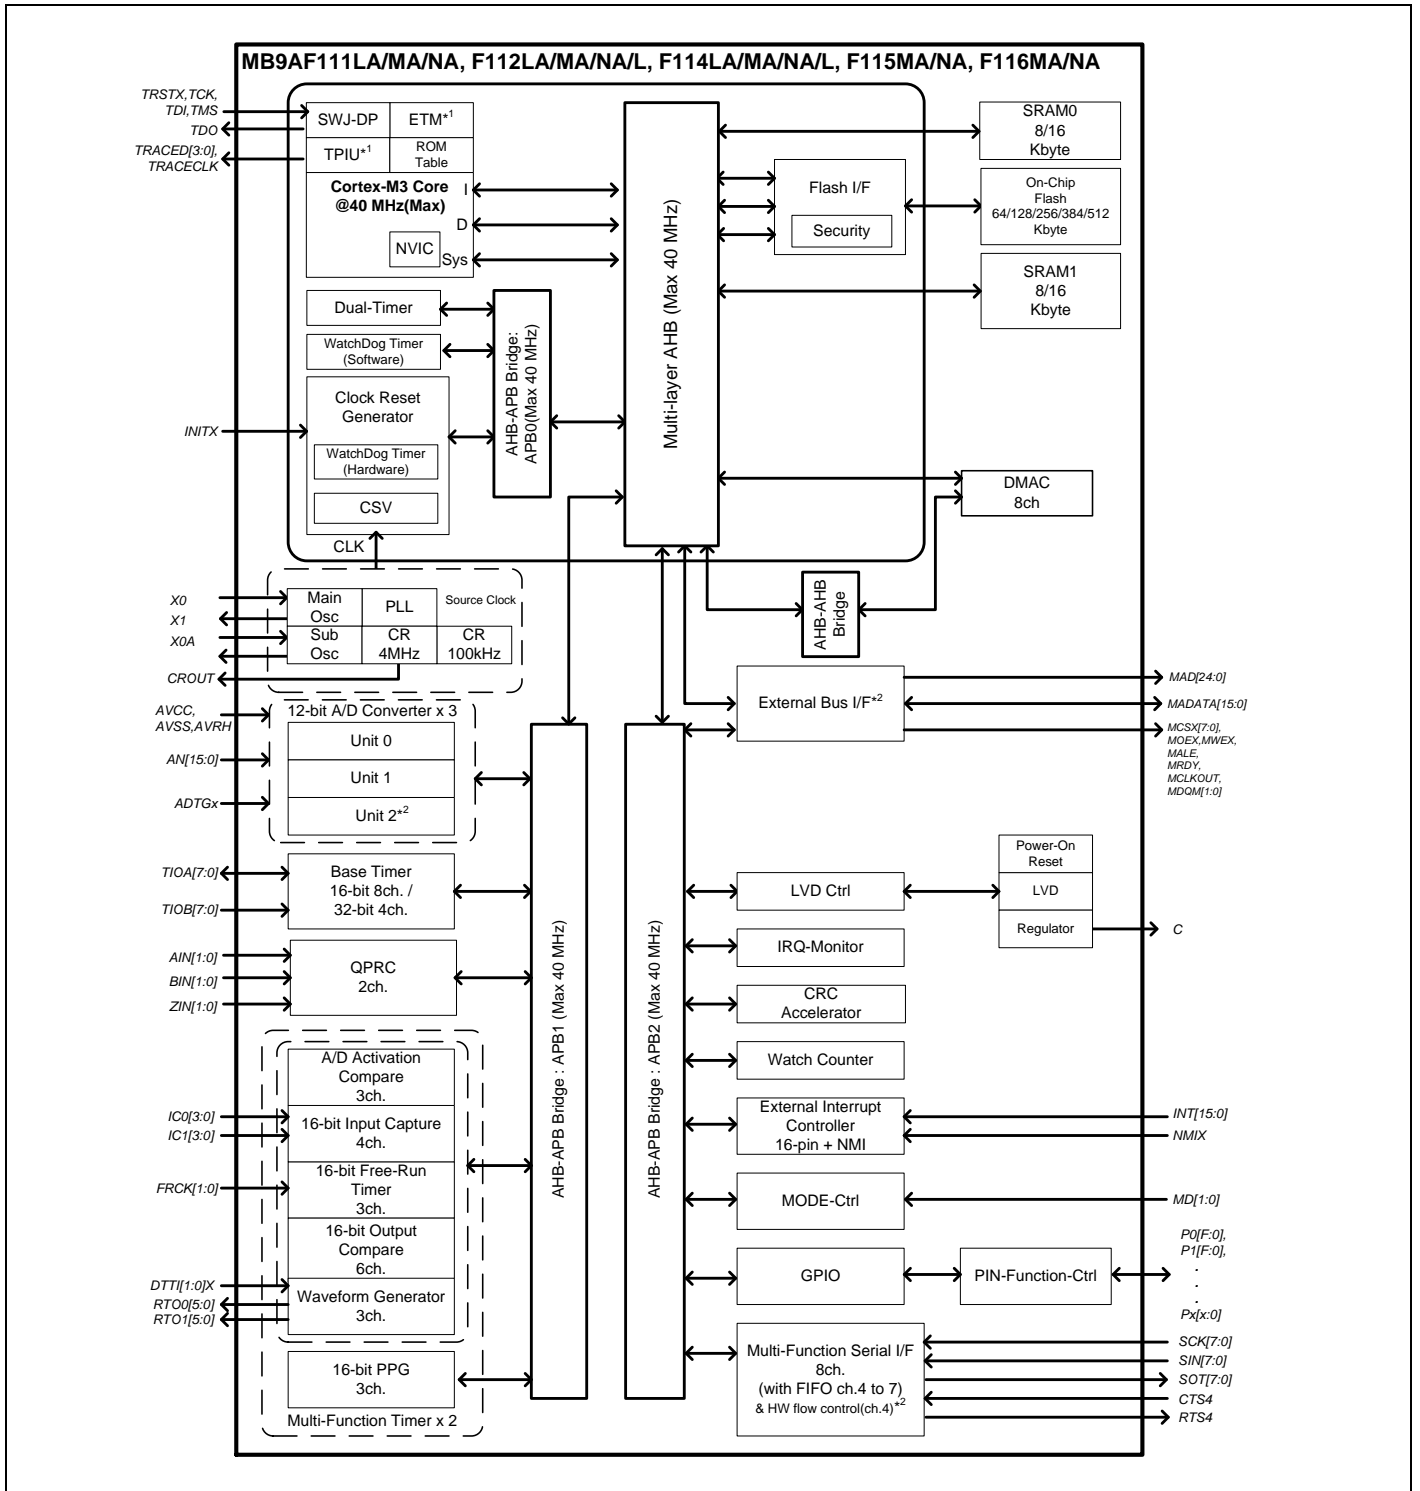 MB9AF111LA/MA/NA, F112LA/MA/NA/L, F114LA/MA/NA/L, F115MA/NA, F116MA/NA
TRSTX,TCK,
TDI,TMS
TDO
TRACED[3:0],
TRACECLK
SWJ-DP
ETM*1
TPIU*1
ROM
Table
Cortex-M3 Core
@40 MHz(Max)
I
D
Sys
NVIC
Dual-Timer
WatchDog Timer
(Software)
Clock Reset
Generator
WatchDog Timer
(Hardware)
CSV
CLK
INITX
AHB-APB Bridge:
APB0(Max 40 MHz)
Multi-layer AHB (Max 40 MHz)
Flash I/F
Security
SRAM0
8/16
Kbyte
On-Chip
Flash
64/128/256/384/512
Kbyte
SRAM1
8/16
Kbyte
DMAC
8ch
AHB-AHB
Bridge
X0
X1
X0A
CROUT
Main
Osc
PLL
Source Clock
Sub
Osc
CR
4MHz
CR
100kHz
AVCC,
AVSS,AVRH
AN[15:0]
ADTGx
12-bit A/D Converter x 3
Unit 0
Unit 1
Unit 2*2
TIOA[7:0]
TIOB[7:0]
Base Timer
16-bit 8ch. /
32-bit 4ch.
AIN[1:0]
BIN[1:0]
ZIN[1:0]
QPRC
2ch.
A/D Activation
Compare
3ch.
IC0[3:0]
IC1[3:0]
16-bit Input Capture
4ch.
FRCK[1:0]
16-bit Free-Run
Timer
3ch.
16-bit Output
Compare
6ch.
DTTI[1:0]X
RTO0[5:0]
RTO1[5:0]
Waveform Generator
3ch.
16-bit PPG
3ch.
Multi-Function Timer x 2
AHB-APB Bridge : APB1 (Max 40 MHz)
AHB-APB Bridge : APB2 (Max 40 MHz)
External Bus I/F*2
MAD[24:0]
MADATA[15:0]
MCSX[7:0],
MOEX,MWEX,
MALE,
MRDY,
MCLKOUT,
MDQM[1:0]
LVD Ctrl
Power-On
Reset
LVD
Regulator
C
IRQ-Monitor
CRC
Accelerator
Watch Counter
External Interrupt
Controller
16-pin + NMI
INT[15:0]
NMIX
MODE-Ctrl
MD[1:0]
GPIO
PIN-Function-Ctrl
P0[F:0],
P1[F:0],
.
.
.
Px[x:0]
Multi-Function Serial I/F
8ch.
(with FIFO ch.4 to 7)
& HW flow control(ch.4)*2
SCK[7:0]
SIN[7:0]
SOT[7:0]
CTS4
RTS4